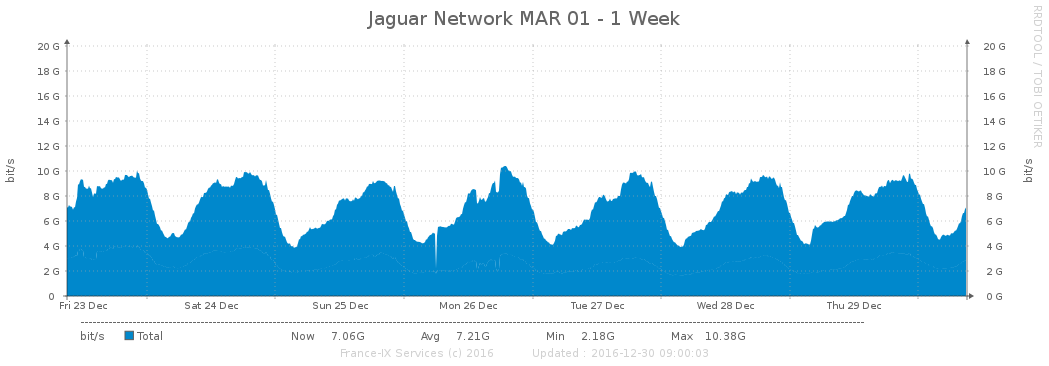 Jaguar Network MAR 01 - 1 Week
RRDTOOL / TOBI OETIKER
bit/s
bit/s
20 G 20 G
18 G 18 G
16 G 16 G
14 G 14 G
12 G 12 G
10 G 10 G
8 G 8 G
6 G 6 G
4 G 4 G
2 G 2 G
0 0 G
Fri 23 Dec Sat 24 Dec Sun 25 Dec Mon 26 Dec Tue 27 Dec Wed 28 Dec Thu 29 Dec
bit/s Total Now 7.06G Avg 7.21G Min 2.18G Max 10.38G
France-IX Services (c) 2016 Updated : 2016-12-30 09:00:03